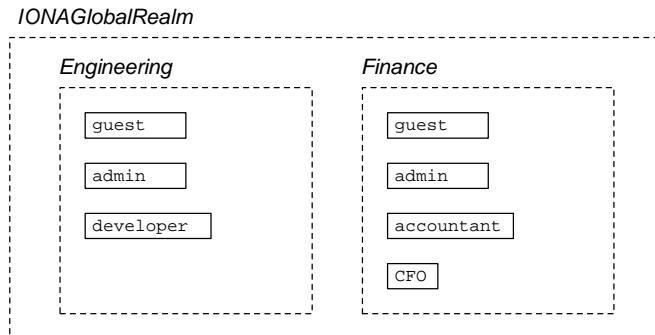 IONAGlobalRealm
Engineering
guest
admin
developer
Finance
guest
admin
accountant
CFO